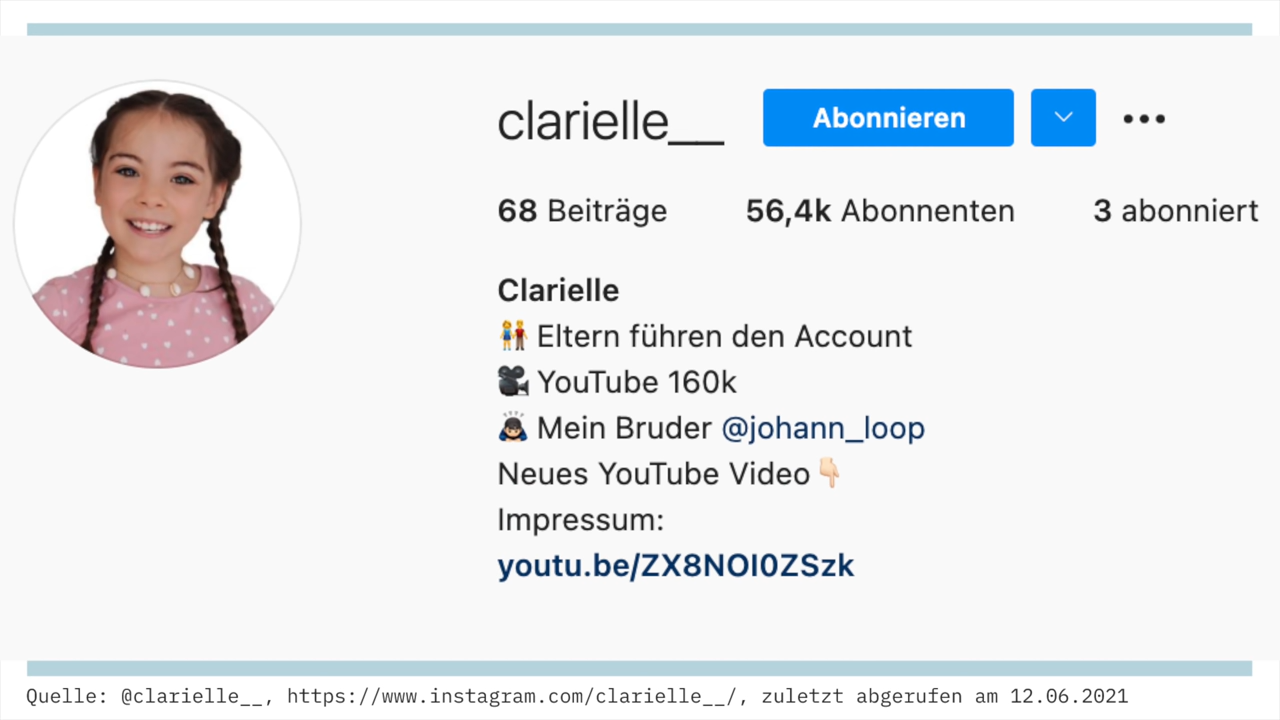 clarielle__ Abonnieren
68 Beiträge 56,4k Abonnenten 3 abonniert
Clarielle
Eltern führen den Account
YouTube 160k
Mein Bruder @johann_loop
Neues YouTube Video
Impressum:
youtu.be/ZX8NOI0ZSzk
Quelle: @clarielle__, https://www.instagram.com/clarielle__/, zuletzt abgerufen am 12.06.2021